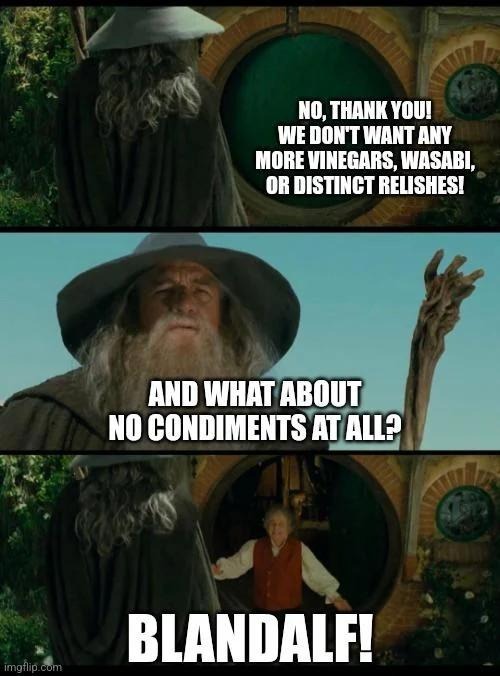 NO, THANK YOU!
WE DON'T WANT ANY
MORE VINEGARS, WASABI,
OR DISTINCT RELISHES!
AND WHAT ABOUT
NO CONDIMENTS AT ALL?
BLANDALF!
imgflip.com